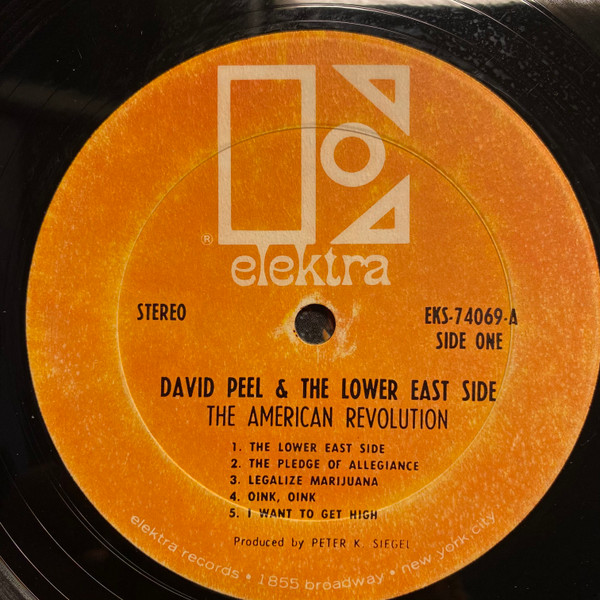 ®
elektra
STEREO
EKS-74069-A
SIDE ONE
DAVID PEEL & THE LOWER EAST SIDE
THE AMERICAN REVOLUTION
1. THE LOWER EAST SIDE
2. THE PLEDGE OF ALLEGIANCE
3. LEGALIZE MARIJUANA
4. OINK, OINK
5. I WANT TO GET HIGH
Produced by PETER K. SIEGEL
elektra records • 1855 broadway • new york city